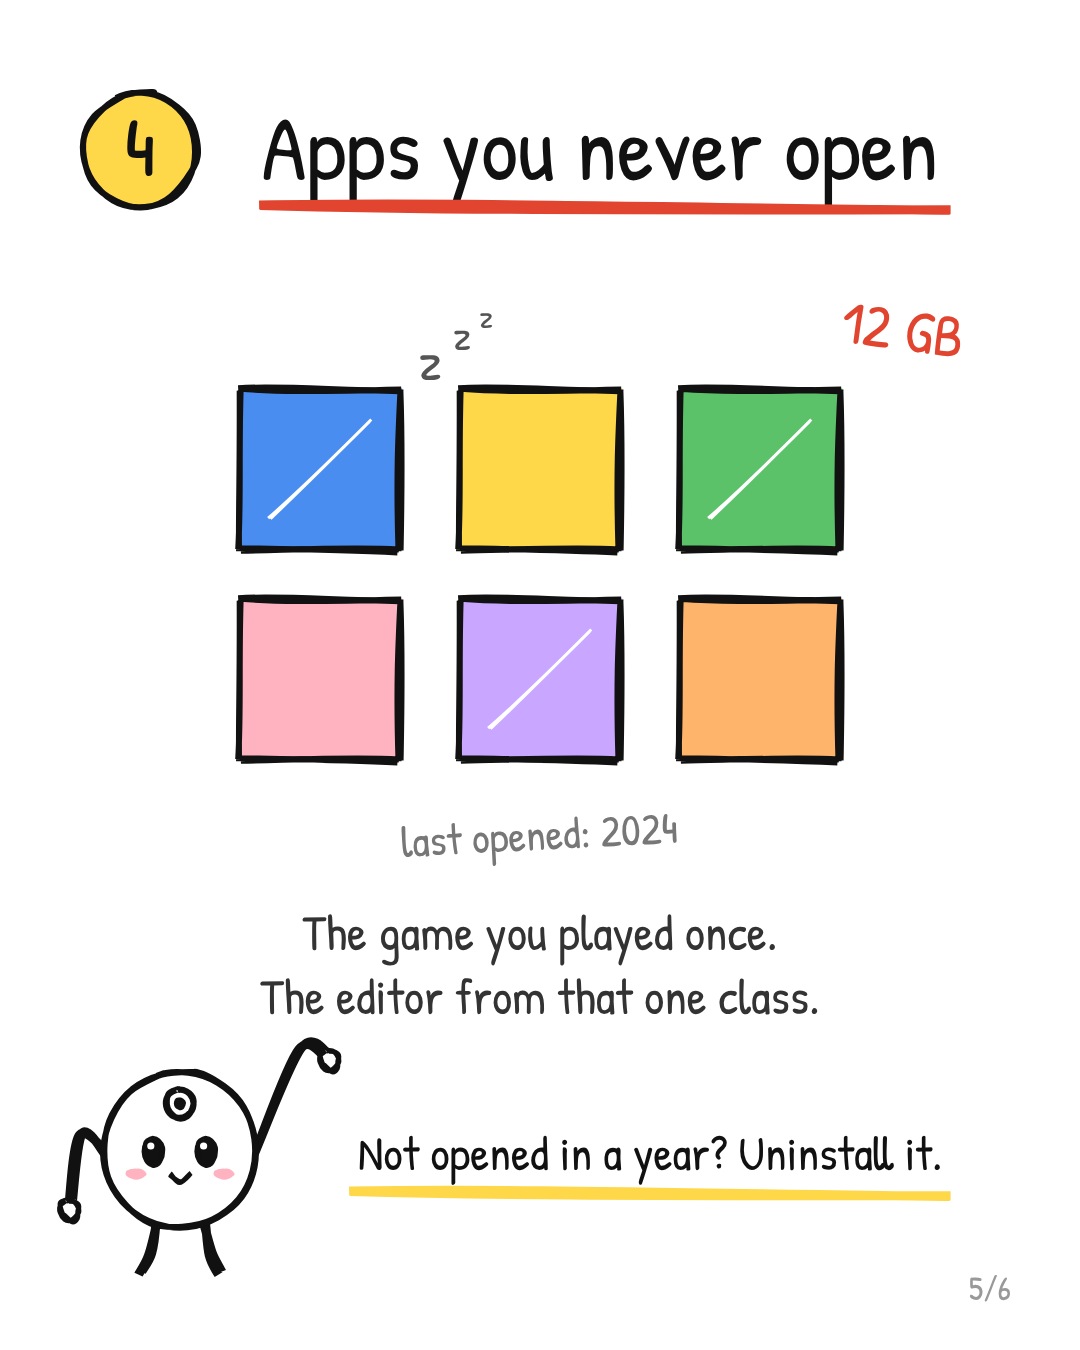 4
Apps you never open
12 GB
z z z
last opened: 2024
The game you played once.
The editor from that one class.
Not opened in a year? Uninstall it.
5/6